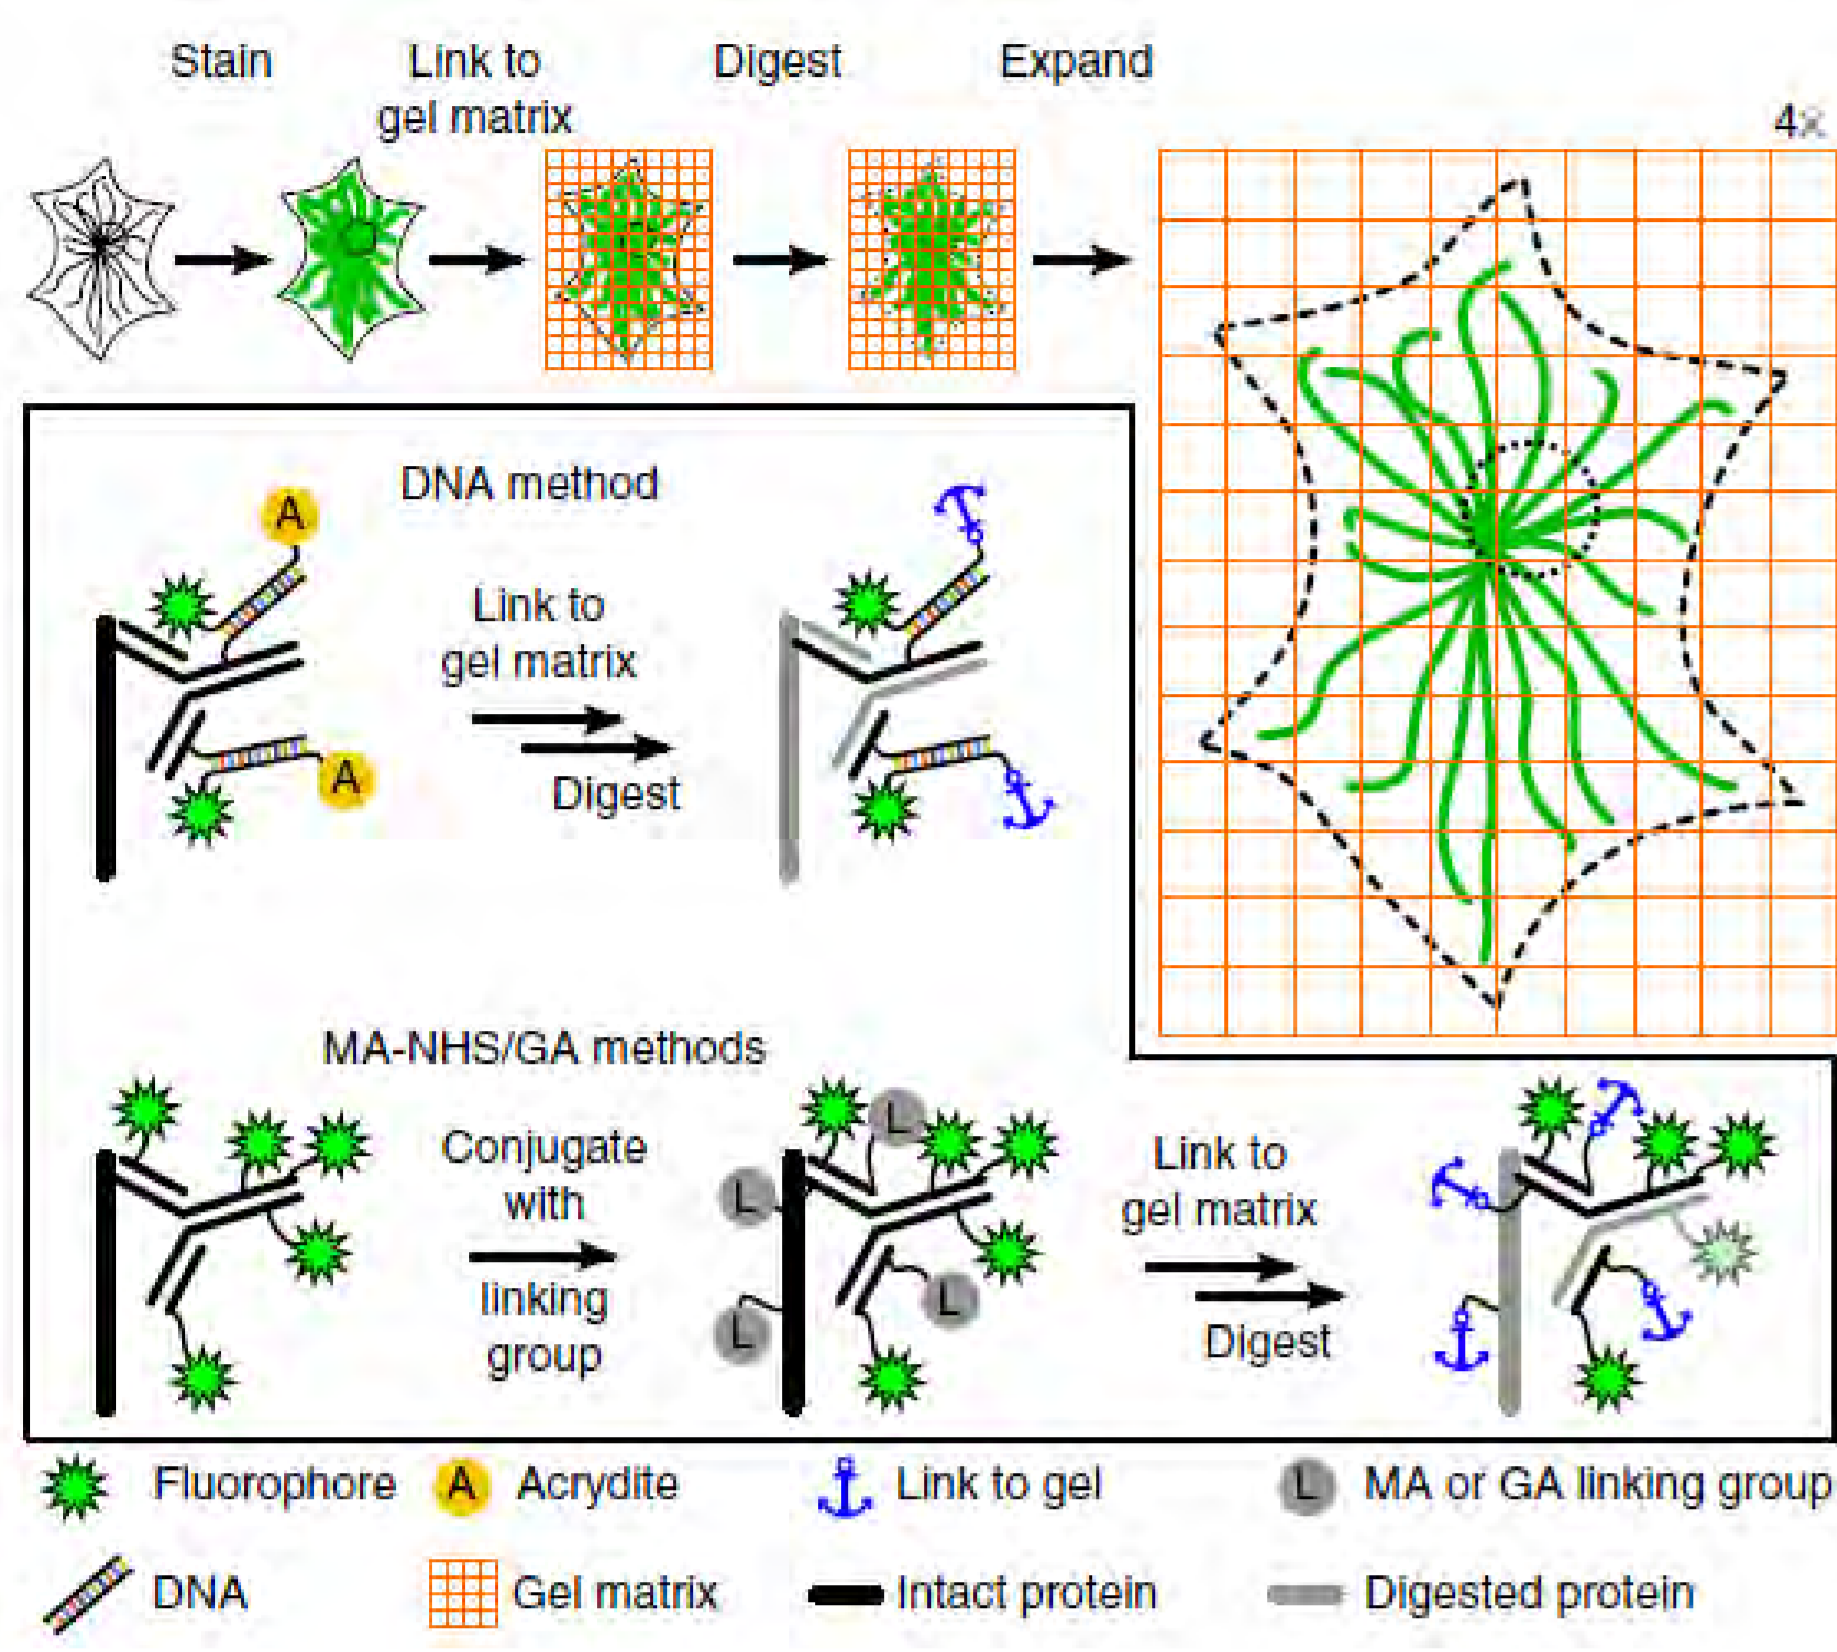 Stain
Link to
gel matrix
Digest
Expand
4x
DNA method
A
Link to
gel matrix
A
Digest
MA-NHS/GA methods
Conjugate
with
linking
group
L
L
L
L
Link to
gel matrix
Digest
Fluorophore
A Acrydite
Link to gel
L MA or GA linking group
DNA
Gel matrix
Intact protein
Digested protein